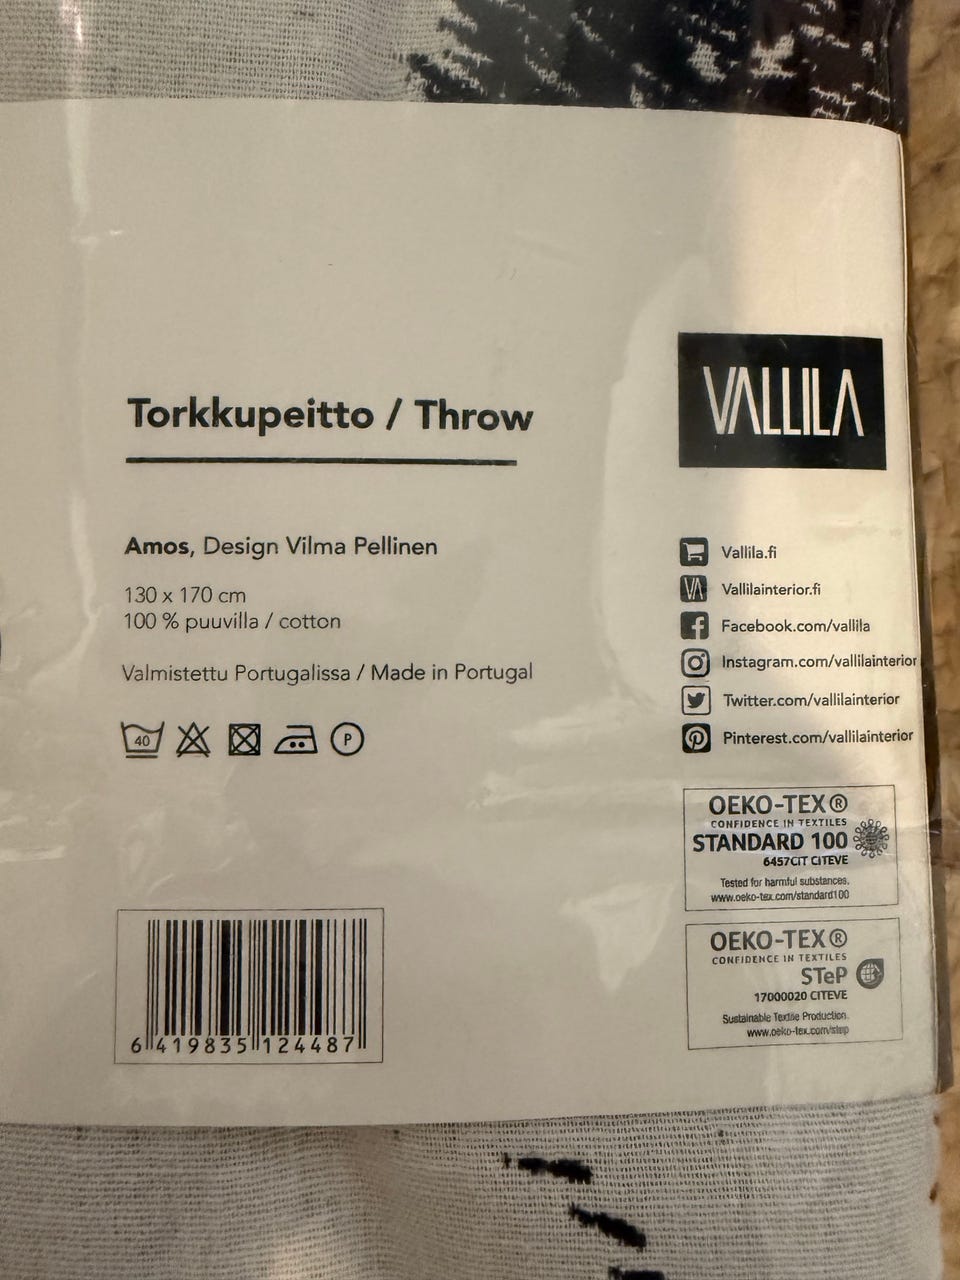 Torkkupeitto / Throw
Amos, Design Vilma Pellinen
130 x 170 cm
100 % puuvilla / cotton
Valmistettu Portugalissa / Made in Portugal
40
P
6 419835 124487
VALLILA
Vallila.fi
VA
Vallilainterior.fi
Facebook.com/vallila
Instagram.com/vallilainterior
Twitter.com/vallilainterior
Pinterest.com/vallilainterior
OEKO-TEX®
CONFIDENCE IN TEXTILES
STANDARD 100
6457CIT CITEVE
Tested for harmful substances.
www.oeko-tex.com/standard100
OEKO-TEX®
CONFIDENCE IN TEXTILES
STeP
17000020 CITEVE
Sustainable Textile Production.
www.oeko-tex.com/step